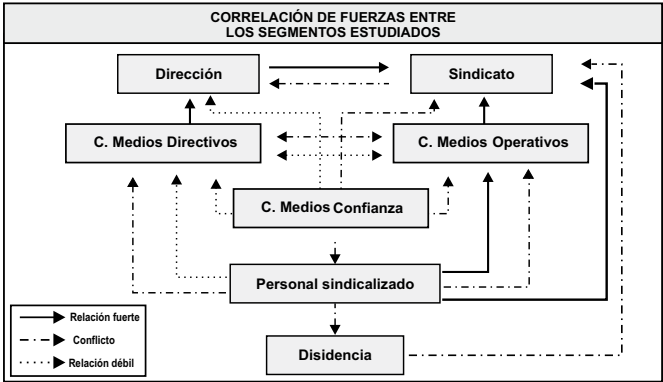 CORRELACIÓN DE FUERZAS ENTRE
LOS SEGMENTOS ESTUDIADOS
Dirección
Sindicato
C. Medios Directivos
C. Medios Operativos
C. Medios Confianza
Personal sindicalizado
Disidencia
Relación fuerte
Conflicto
Relación débil